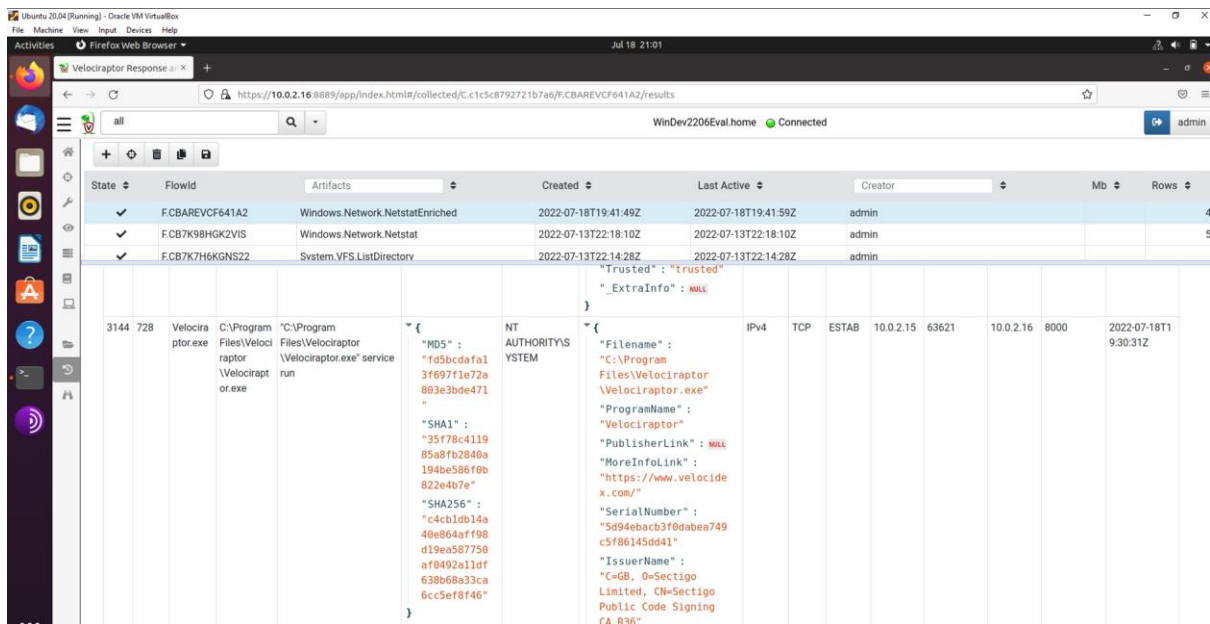 Ubuntu 20.04 [Running] - Oracle VM VirtualBox
File Machine View Input Devices Help
Activities Firefox Web Browser Jul 18 21:01
Velociraptor Response an
https://10.0.2.16:8889/app/index.html#/collected/C.c1c5c8792721b7a6/F.CBAREVCF641A2/results
all WinDev2206Eval.home Connected admin
State FlowId Artifacts Created Last Active Creator Mb Rows
F.CBAREVCF641A2 Windows.Network.NetstatEnriched 2022-07-18T19:41:49Z 2022-07-18T19:41:59Z admin 4
F.CB7K98HGK2VIS Windows.Network.Netstat 2022-07-13T22:18:10Z 2022-07-13T22:18:10Z admin 5
F.CB7K7H6KGNS22 System.VFS.ListDirectory 2022-07-13T22:14:28Z 2022-07-13T22:14:28Z admin
"Trusted" : "trusted"
"_ExtraInfo" : NULL
}
3144 728
Velocira
ptor.exe
C:\Program
Files\Veloci
raptor
\Velocirapt
or.exe
"C:\Program
Files\Velociraptor
\Velociraptor.exe" service
run
{
"MD5" :
"fd5bcdafa1
3f697f1e72a
803e3bde471
"
"SHA1" :
"35f78c4119
85a8fb2840a
194be586f0b
822e4b7e"
"SHA256" :
"c4cb1db14a
40e864aff98
d19ea587750
af0492a11df
638b68a33ca
6cc5ef8f46"
}
NT
AUTHORITY\S
YSTEM
{
"Filename" :
"C:\Program
Files\Velociraptor
\Velociraptor.exe"
"ProgramName" :
"Velociraptor"
"PublisherLink" : NULL
"MoreInfoLink" :
"https://www.velocide
x.com/"
"SerialNumber" :
"5d94ebacb3f0dabea749
c5f86145dd41"
"IssuerName" :
"C=GB, O=Sectigo
Limited, CN=Sectigo
Public Code Signing
CA R36"
IPv4 TCP ESTAB 10.0.2.15 63621 10.0.2.16 8000
2022-07-18T1
9:30:31Z